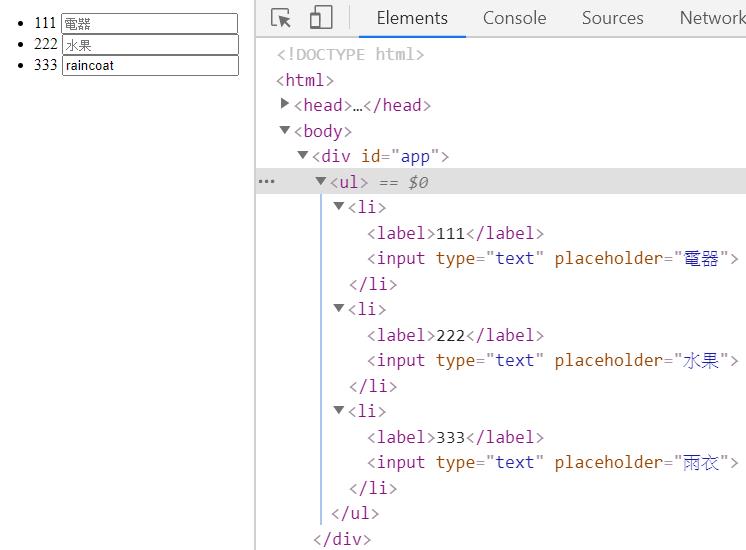 111 電器
222 水果
333 raincoat
Elements Console Sources Network
<!DOCTYPE html>
<html>
<head>…</head>
<body>
<div id="app">
<ul> == $0
<li>
<label>111</label>
<input type="text" placeholder="電器">
</li>
<li>
<label>222</label>
<input type="text" placeholder="水果">
</li>
<li>
<label>333</label>
<input type="text" placeholder="雨衣">
</li>
</ul>
</div>